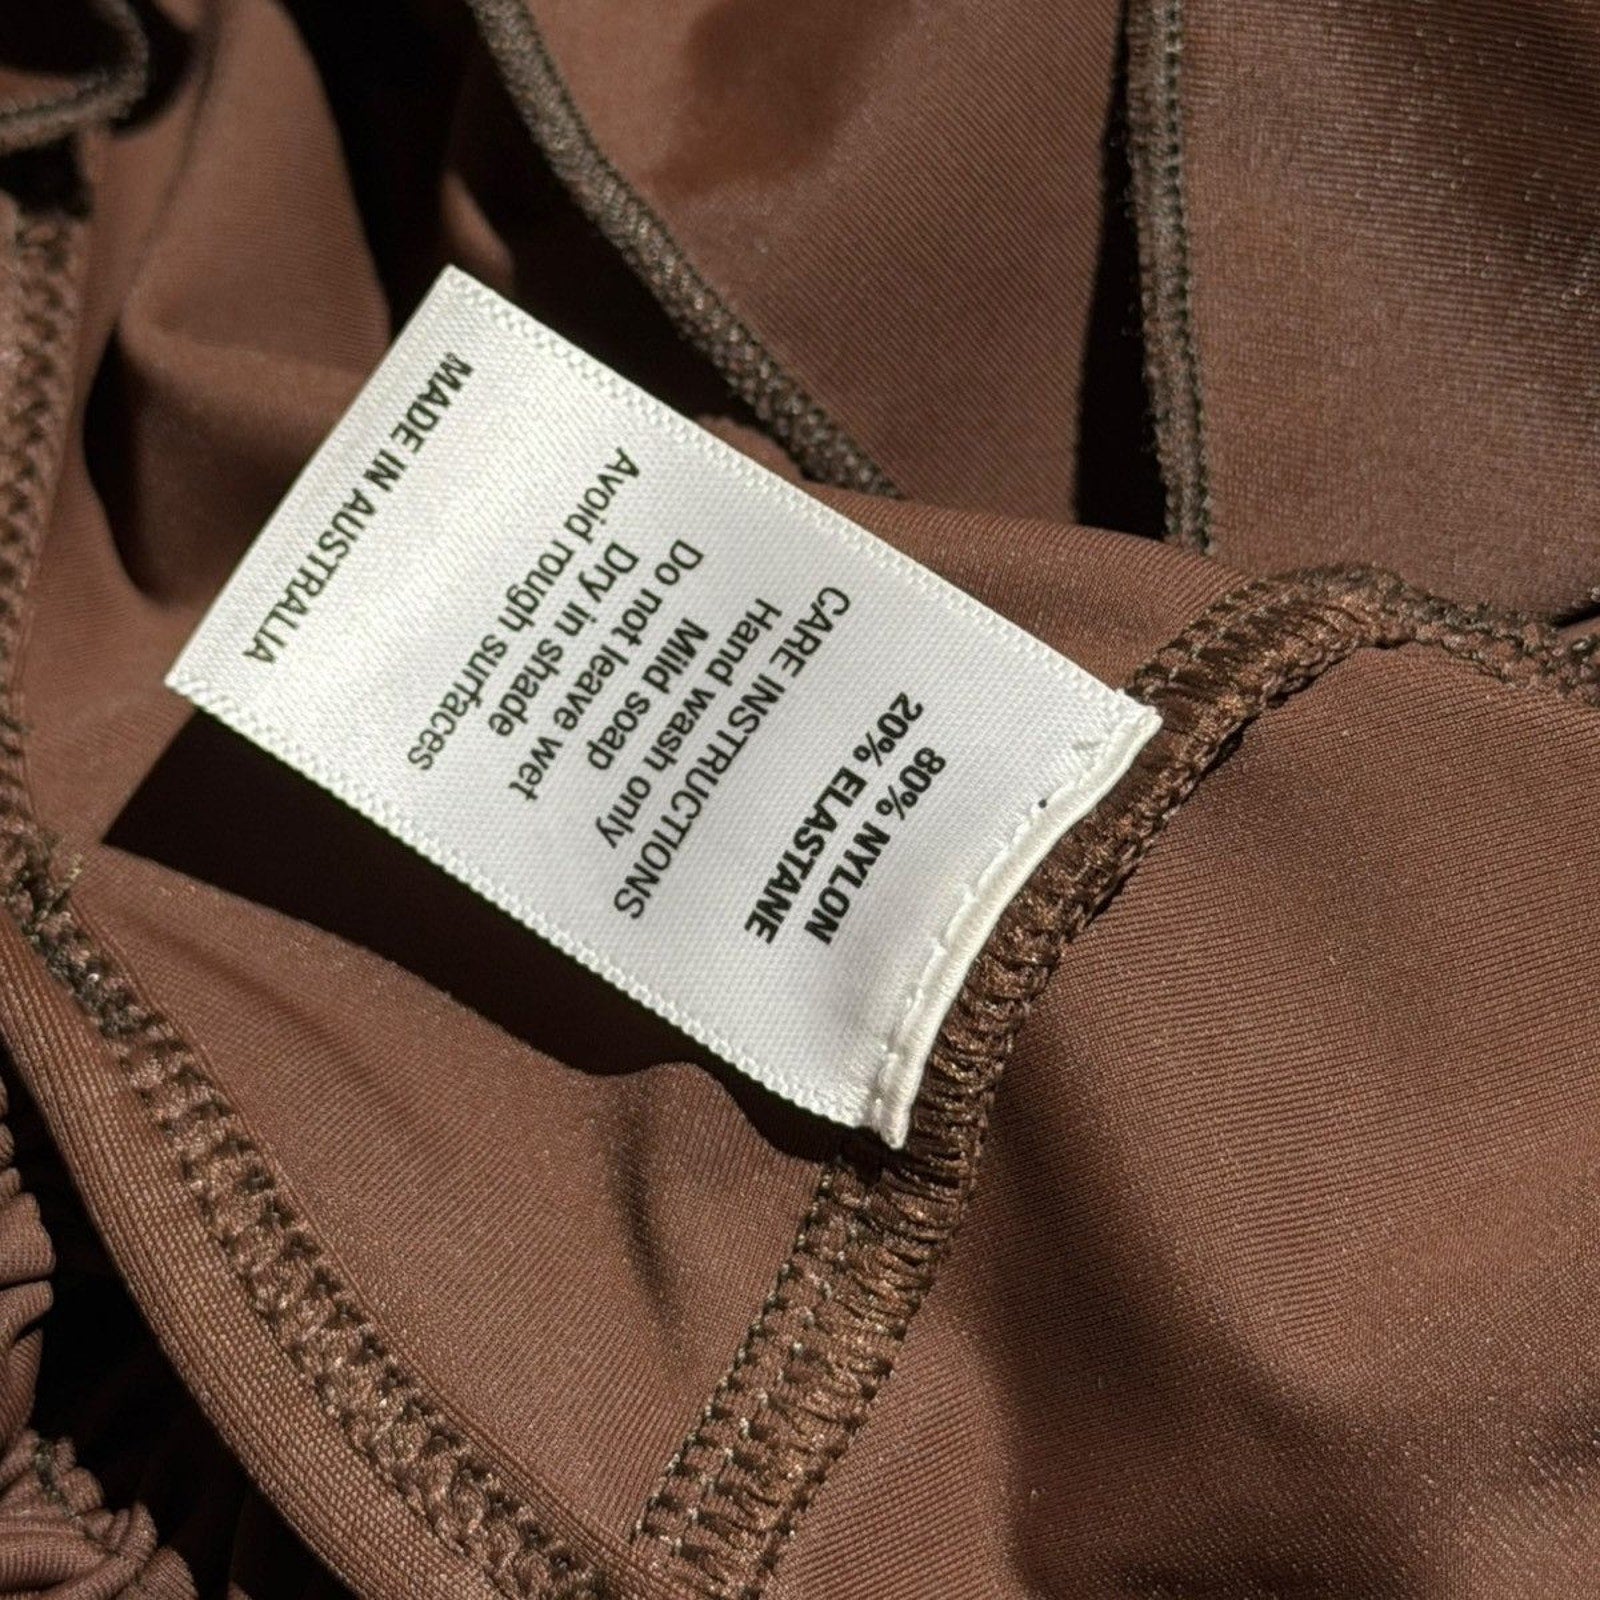 80% NYLON
20% ELASTANE
CARE INSTRUCTIONS
Hand wash only
Mild soap
Do not leave wet
Dry in shade
Avoid rough surfaces
MADE IN AUSTRALIA